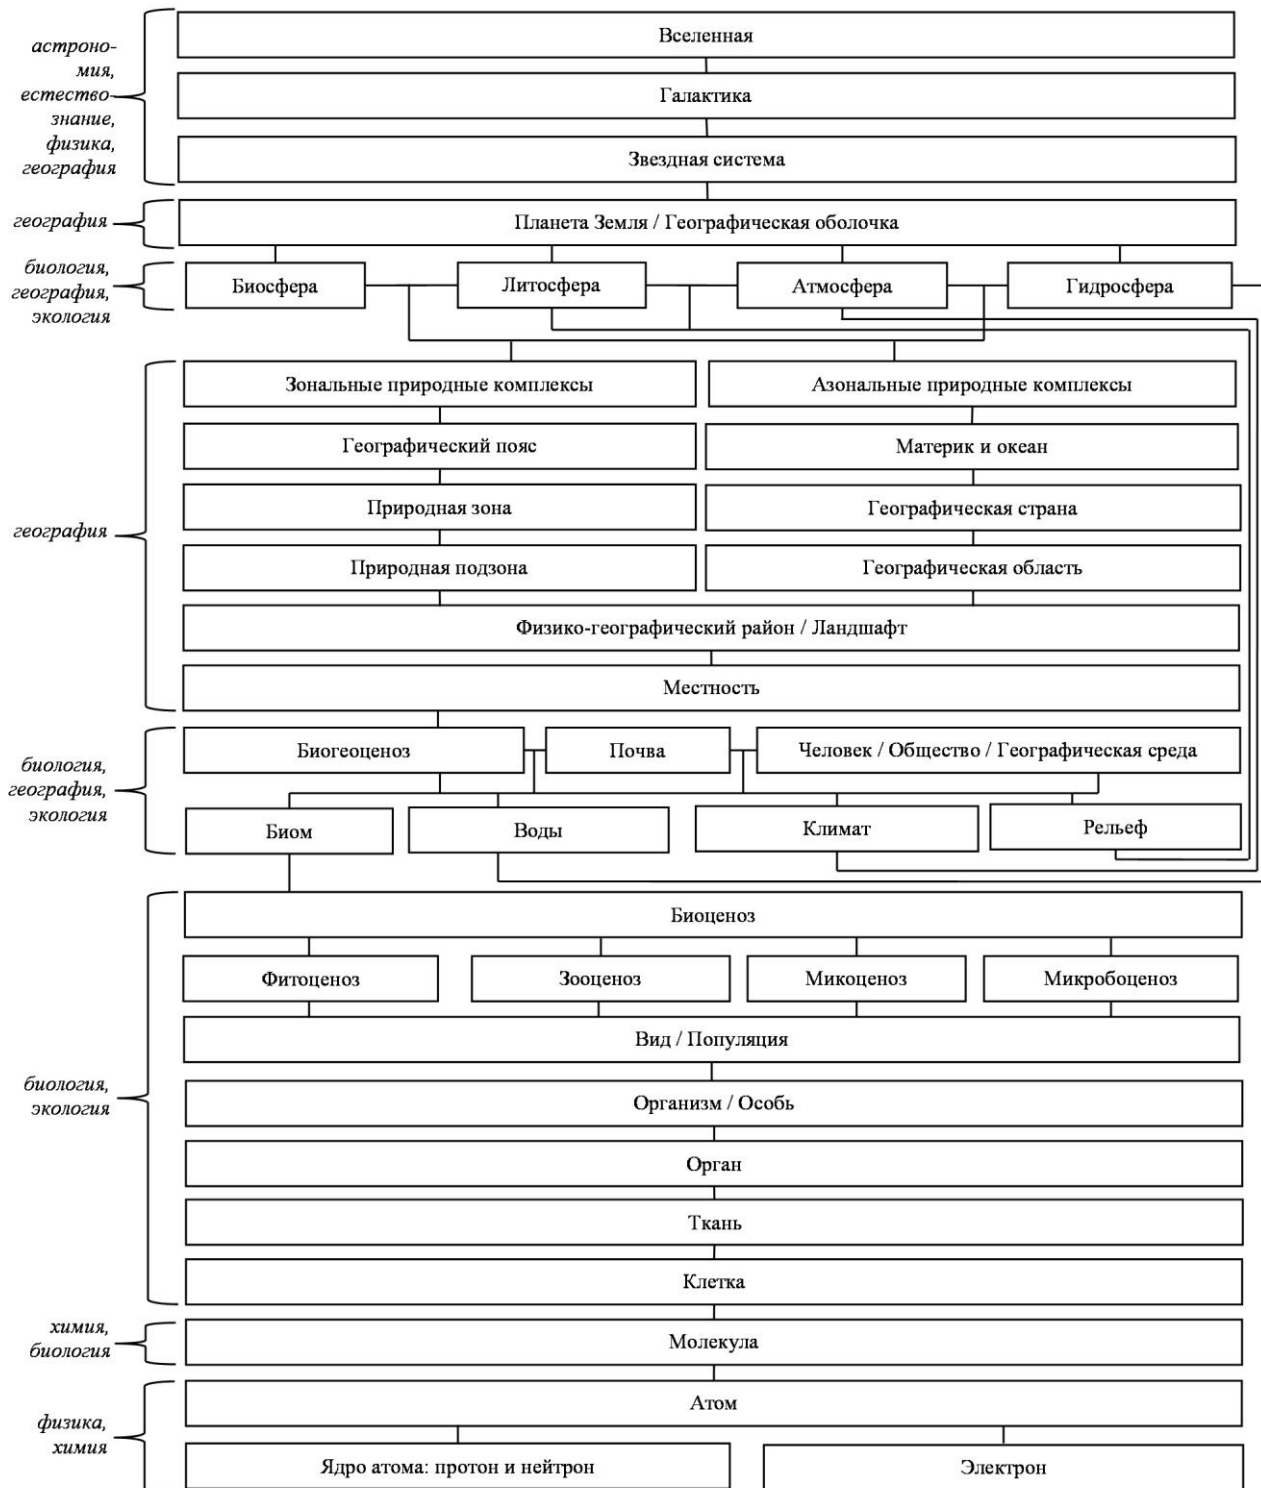 астроно-
мия,
естество-
знание,
физика,
география
Вселенная
Галактика
Звездная система
география
Планета Земля / Географическая оболочка
биология,
география,
экология
Биосфера
Литосфера
Атмосфера
Гидросфера
география
Зональные природные комплексы
Азональные природные комплексы
Географический пояс
Материк и океан
Природная зона
Географическая страна
Природная подзона
Географическая область
Физико-географический район / Ландшафт
Местность
биология,
география,
экология
Биогеоценоз
Почва
Человек / Общество / Географическая среда
Биом
Воды
Климат
Рельеф
биология,
экология
Биоценоз
Фитоценоз
Зооценоз
Микоценоз
Микробоценоз
Вид / Популяция
Организм / Особь
Орган
Ткань
Клетка
химия,
биология
Молекула
физика,
химия
Атом
Ядро атома: протон и нейтрон
Электрон